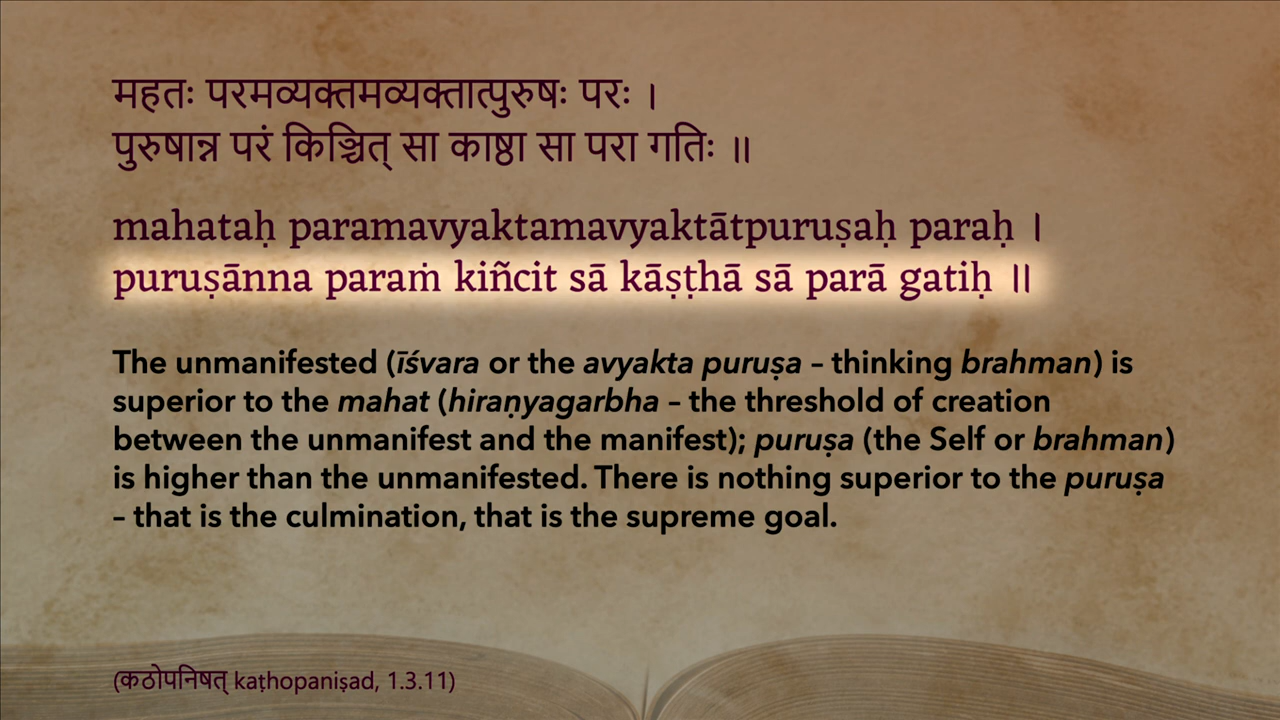 महतः परमव्यक्तमव्यक्तात्पुरुषः परः ।
पुरुषान्न परं किञ्चित् सा काष्ठा सा परा गतिः ॥
mahataḥ paramavyaktamavyaktātpuruṣaḥ paraḥ ।
puruṣānna paraṁ kiñcit sā kāṣṭhā sā parā gatiḥ ॥
The unmanifested (īśvara or the avyakta puruṣa – thinking brahman) is
superior to the mahat (hiraṇyagarbha – the threshold of creation
between the unmanifest and the manifest); puruṣa (the Self or brahman)
is higher than the unmanifested. There is nothing superior to the puruṣa
– that is the culmination, that is the supreme goal.
(कठोपनिषत् kaṭhopaniṣad, 1.3.11)